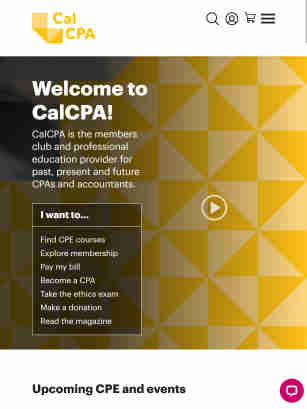 Cal
CPA
Welcome to
CalCPA!
CalCPA is the members
club and professional
education provider for
past, present and future
CPAs and accountants.
I want to...
Find CPE courses
Explore membership
Pay my bill
Become a CPA
Take the ethics exam
Make a donation
Read the magazine
Upcoming CPE and events